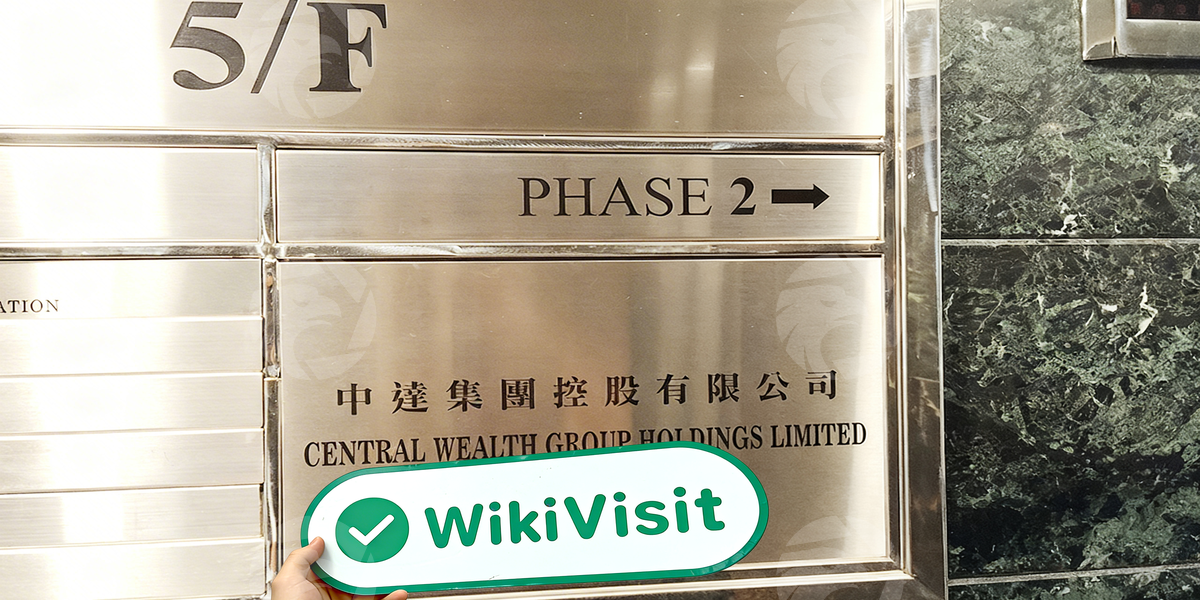 5/F
PHASE 2
ATION
中達集團控股有限公司
CENTRAL WEALTH GROUP HOLDINGS LIMITED
WikiVisit